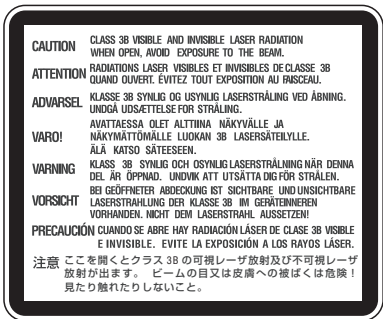 CAUTION CLASS 3B VISIBLE AND INVISIBLE LASER RADIATION
WHEN OPEN, AVOID EXPOSURE TO THE BEAM.
ATTENTION RADIATIONS LASER VISIBLES ET INVISIBLES DE CLASSE 3B
QUAND OUVERT. ÉVITEZ TOUT EXPOSITION AU FAISCEAU.
ADVARSEL KLASSE 3B SYNLIG OG USYNLIG LASERSTRÅLING VED ÅBNING.
UNDGÅ UDSÆTTELSE FOR STRÅLING.
VARO! AVATTAESSA OLET ALTTIINA NÄKYVÄLLE JA
NÄKYMÄTTÖMÄLLE LUOKAN 3B LASERSÄTEILYLLE.
ÄLÄ KATSO SÄTEESEEN.
VARNING KLASS 3B SYNLIG OCH OSYNLIG LASERSTRÅLNING NÄR DENNA
DEL ÄR ÖPPNAD. UNDVIK ATT UTSÄTTA DIG FÖR STRÅLEN.
VORSICHT BEI GEÖFFNETER ABDECKUNG IST SICHTBARE UND UNSICHTBARE
LASERSTRAHLUNG DER KLASSE 3B IM GERÄTEINNEREN
VORHANDEN. NICHT DEM LASERSTRAHL AUSSETZEN!
PRECAUCIÓN CUANDO SE ABRE HAY RADIACIÓN LÁSER DE CLASE 3B VISIBLE
E INVISIBLE. EVITE LA EXPOSICIÓN A LOS RAYOS LÁSER.
注意 ここを開くとクラス 3B の可視レーザ放射及び不可視レーザ
放射が出ます。 ビームの目又は皮膚への被ばくは危険！
見たり触れたりしないこと。